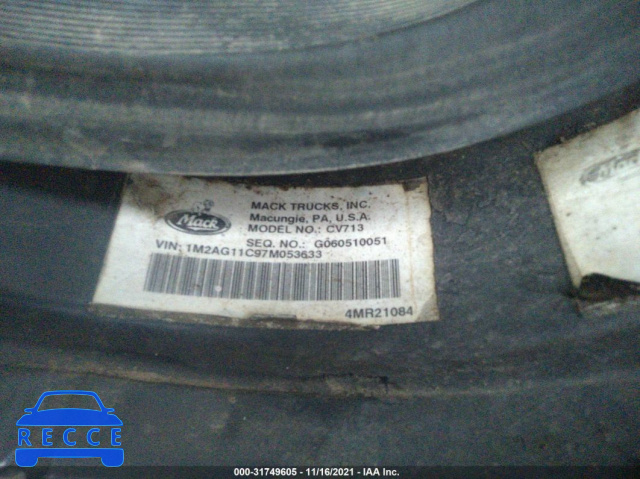 Mack
MACK TRUCKS, INC.
Macungie, PA, U.S.A.
MODEL NO.: CV713
SEQ. NO.: G060510051
VIN: 1M2AG11C97M053633
4MR21084
RECCE
000-31749605 - 11/16/2021 - IAA Inc.